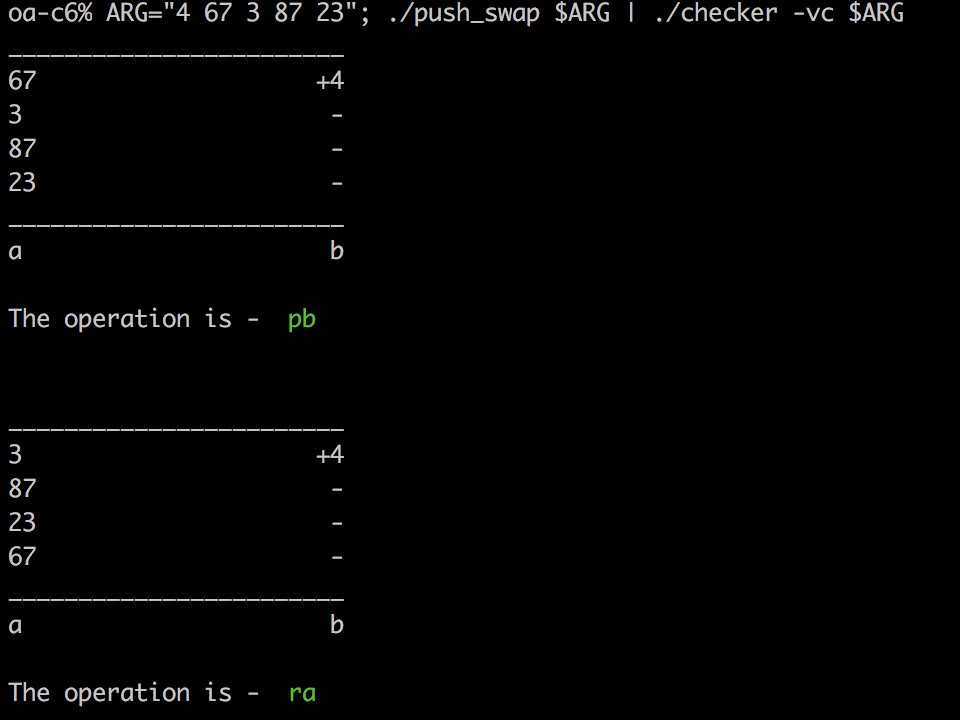 oa-c6% ARG="4 67 3 87 23"; ./push_swap $ARG | ./checker -vc $ARG
________________________
67 +4
3 -
87 -
23 -
________________________
a b
The operation is - pb
________________________
3 +4
87 -
23 -
67 -
________________________
a b
The operation is - ra